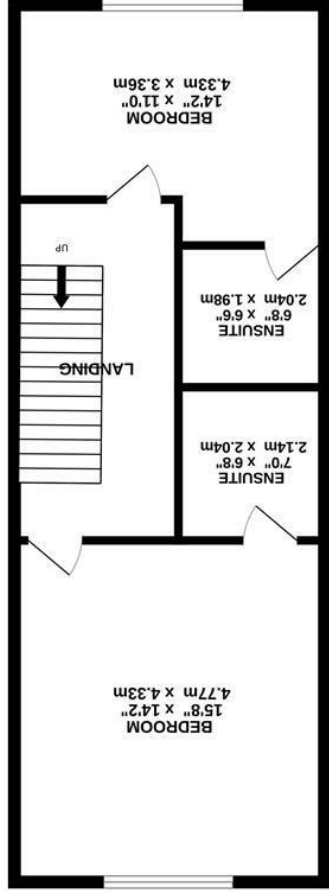 BEDROOM
15'8" x 14'2"
4.77m x 4.33m
ENSUITE
7'0" x 6'8"
2.14m x 2.04m
LANDING
ENSUITE
6'8" x 6'6"
2.04m x 1.98m
UP
BEDROOM
14'2" x 11'0"
4.33m x 3.36m